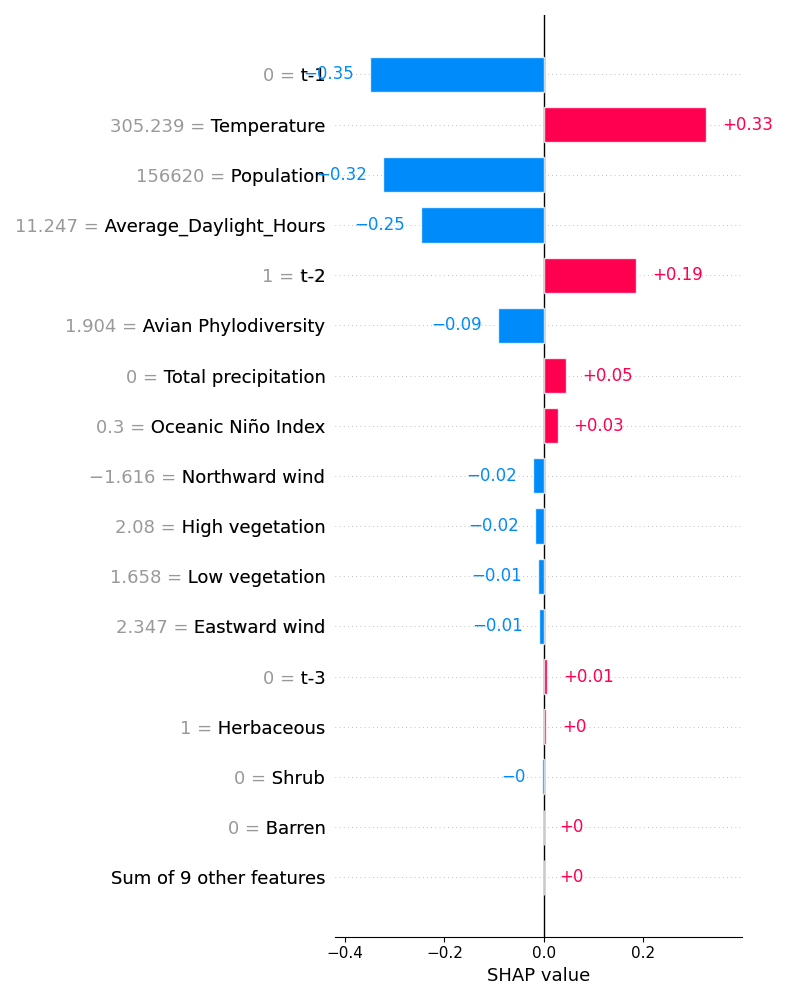 0 = t-1 −0.35
305.239 = Temperature +0.33
156620 = Population −0.32
11.247 = Average_Daylight_Hours −0.25
1 = t-2 +0.19
1.904 = Avian Phylodiversity −0.09
0 = Total precipitation +0.05
0.3 = Oceanic Niño Index +0.03
−1.616 = Northward wind −0.02
2.08 = High vegetation −0.02
1.658 = Low vegetation −0.01
2.347 = Eastward wind −0.01
0 = t-3 +0.01
1 = Herbaceous +0
0 = Shrub −0
0 = Barren +0
Sum of 9 other features +0
−0.4 −0.2 0.0 0.2
SHAP value